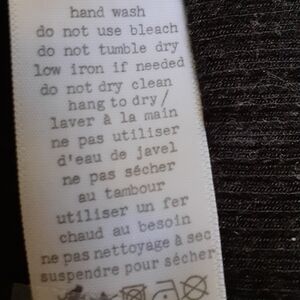 hand wash
do not use bleach
do not tumble dry
low iron if needed
do not dry clean
hang to dry/
laver à la main
ne pas utiliser
d'eau de javel
ne pas sécher
au tambour
utiliser un fer
chaud au besoin
ne pas nettoyage à sec
suspendre pour sécher